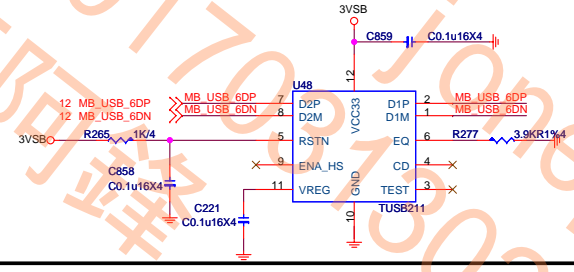 3VSB
C859
C0.1u16X4
12
U48
12 MB_USB_6DP
12 MB_USB_6DN
MB_USB_6DP
MB_USB_6DN
7 D2P
8 D2M
VCC33
D1P 2
D1M 1
MB_USB_6DP
MB_USB_6DN
3VSB
R265
1K/4
5 RSTN
EQ 6
R277
3.9KR1%4
9 ENA_HS
CD 4
C858
C0.1u16X4
11 VREG
GND
TEST 3
C221
C0.1u16X4
10
TUSB211